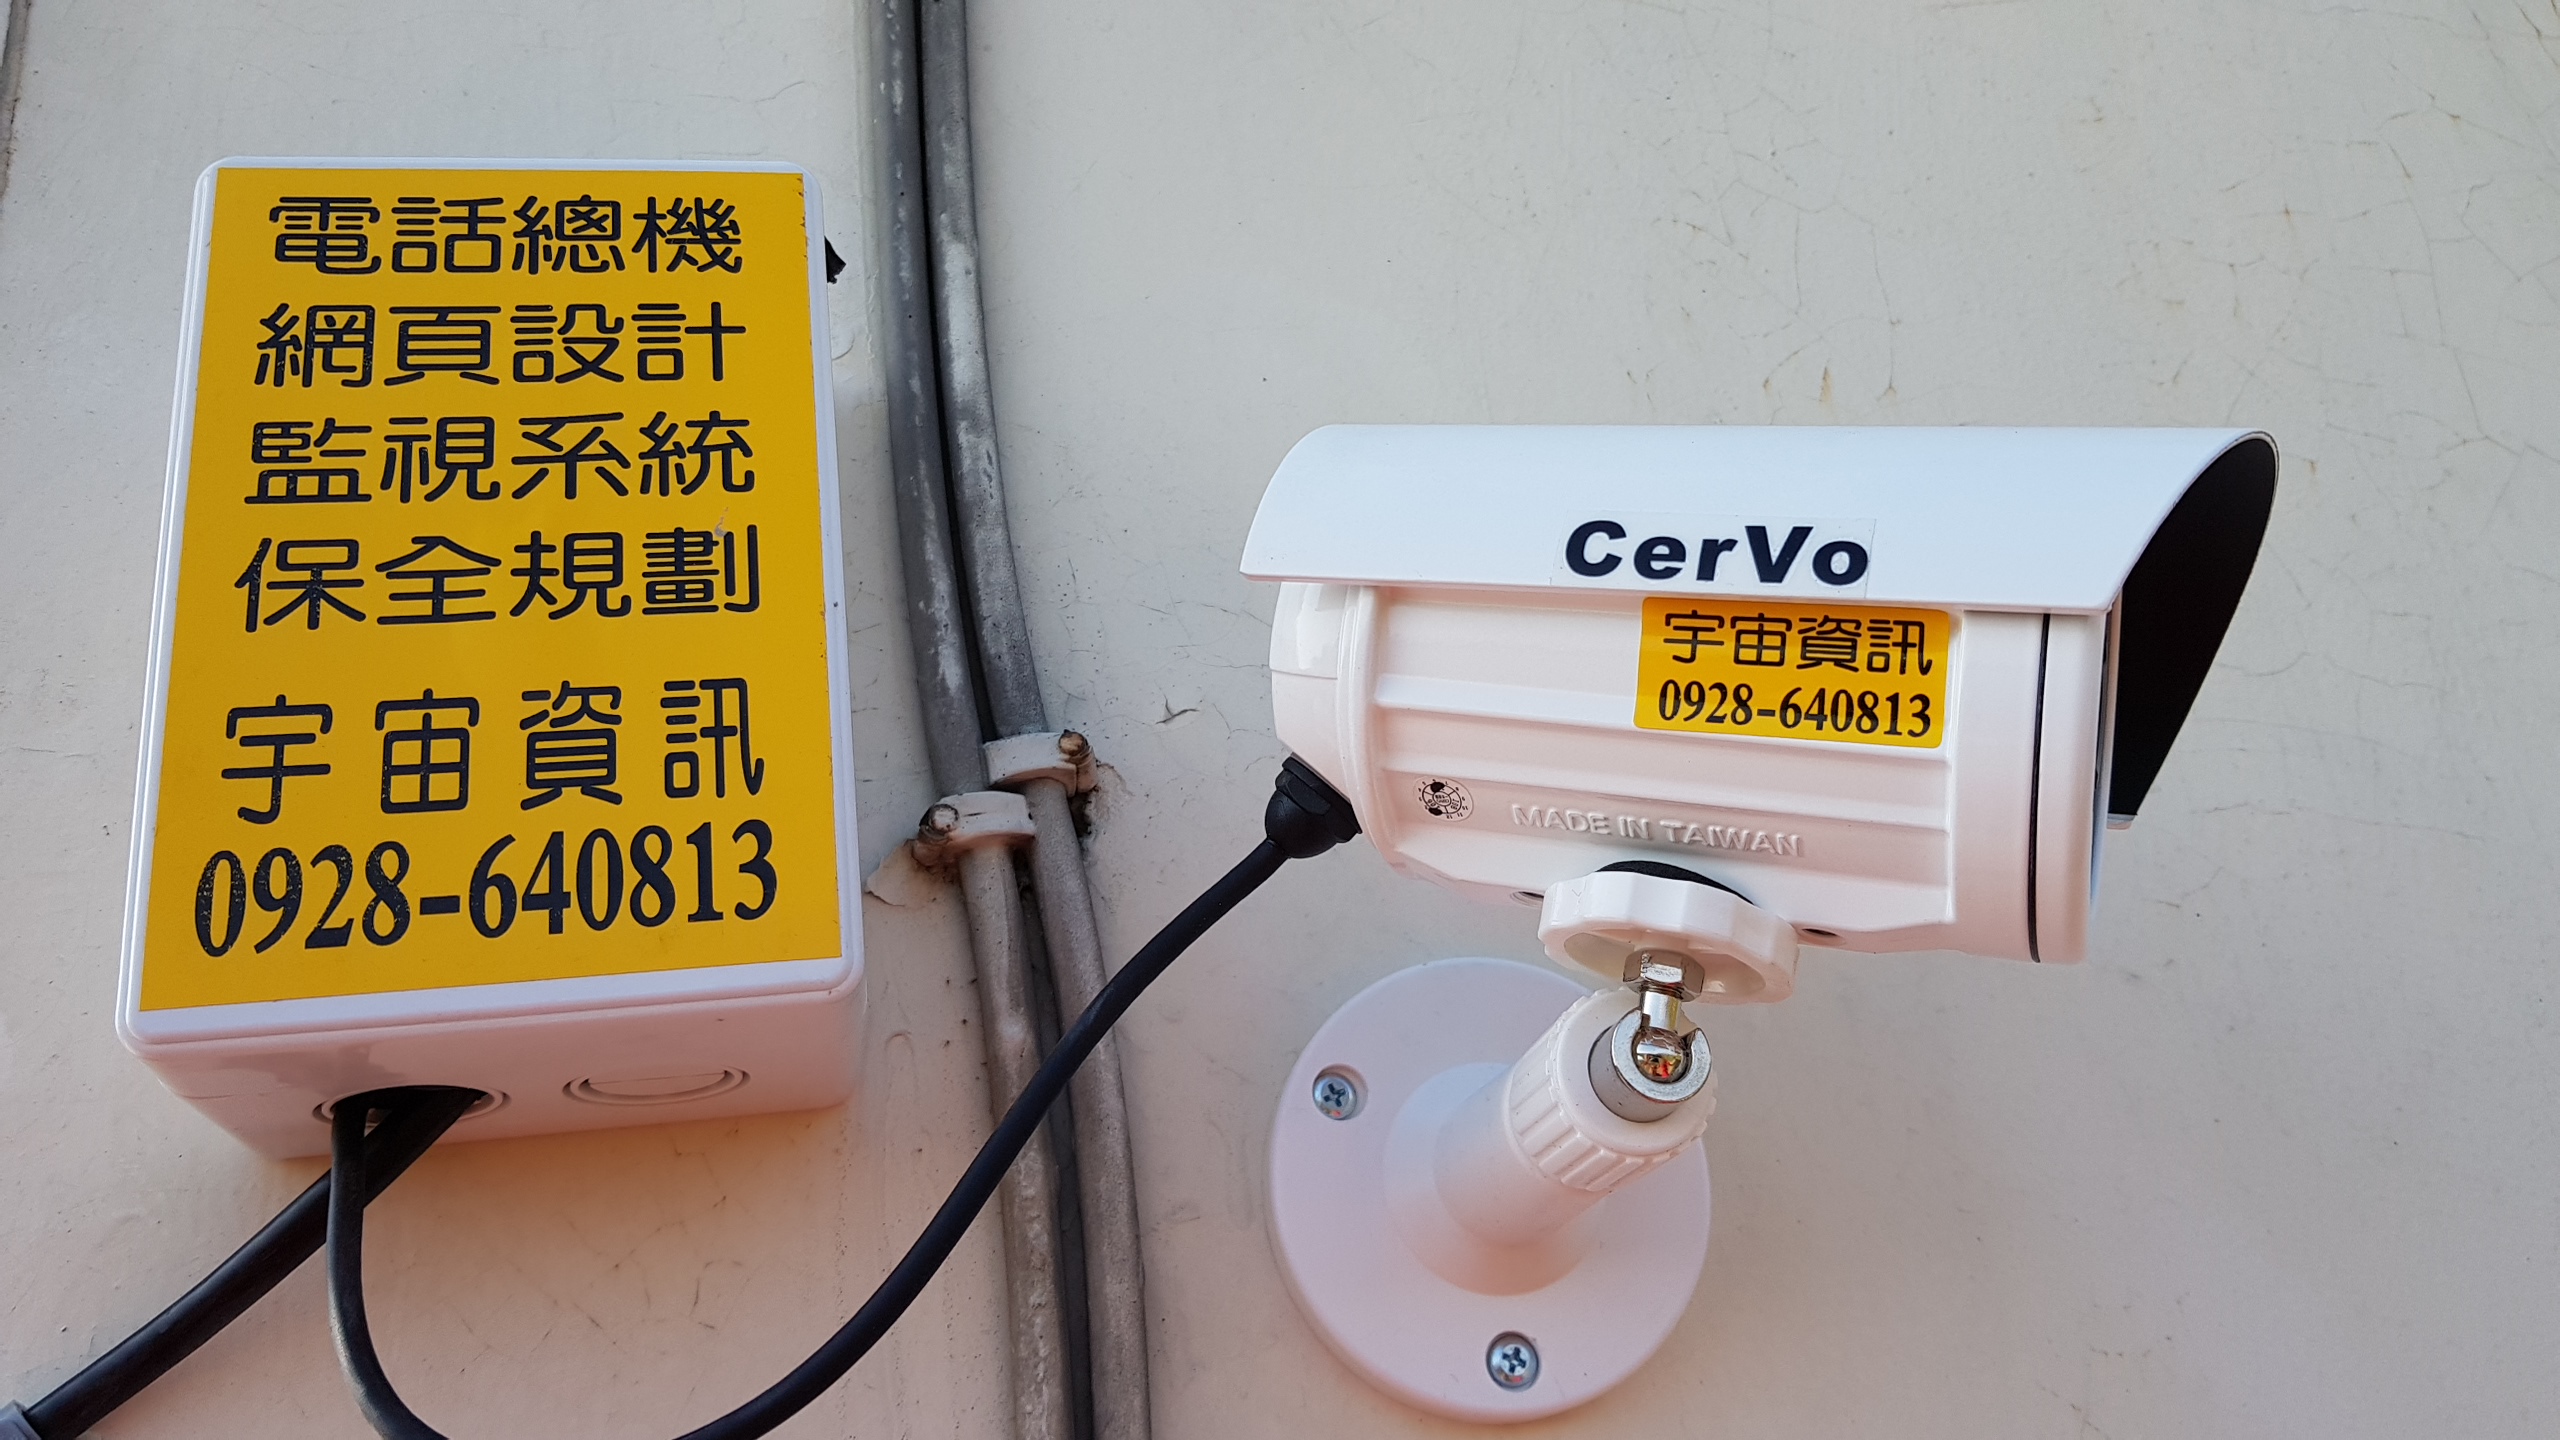 電話總機
網頁設計
監視系統
保全規劃
宇宙資訊
0928-640813
CerVo
宇宙資訊
0928-640813
MADE IN TAIWAN